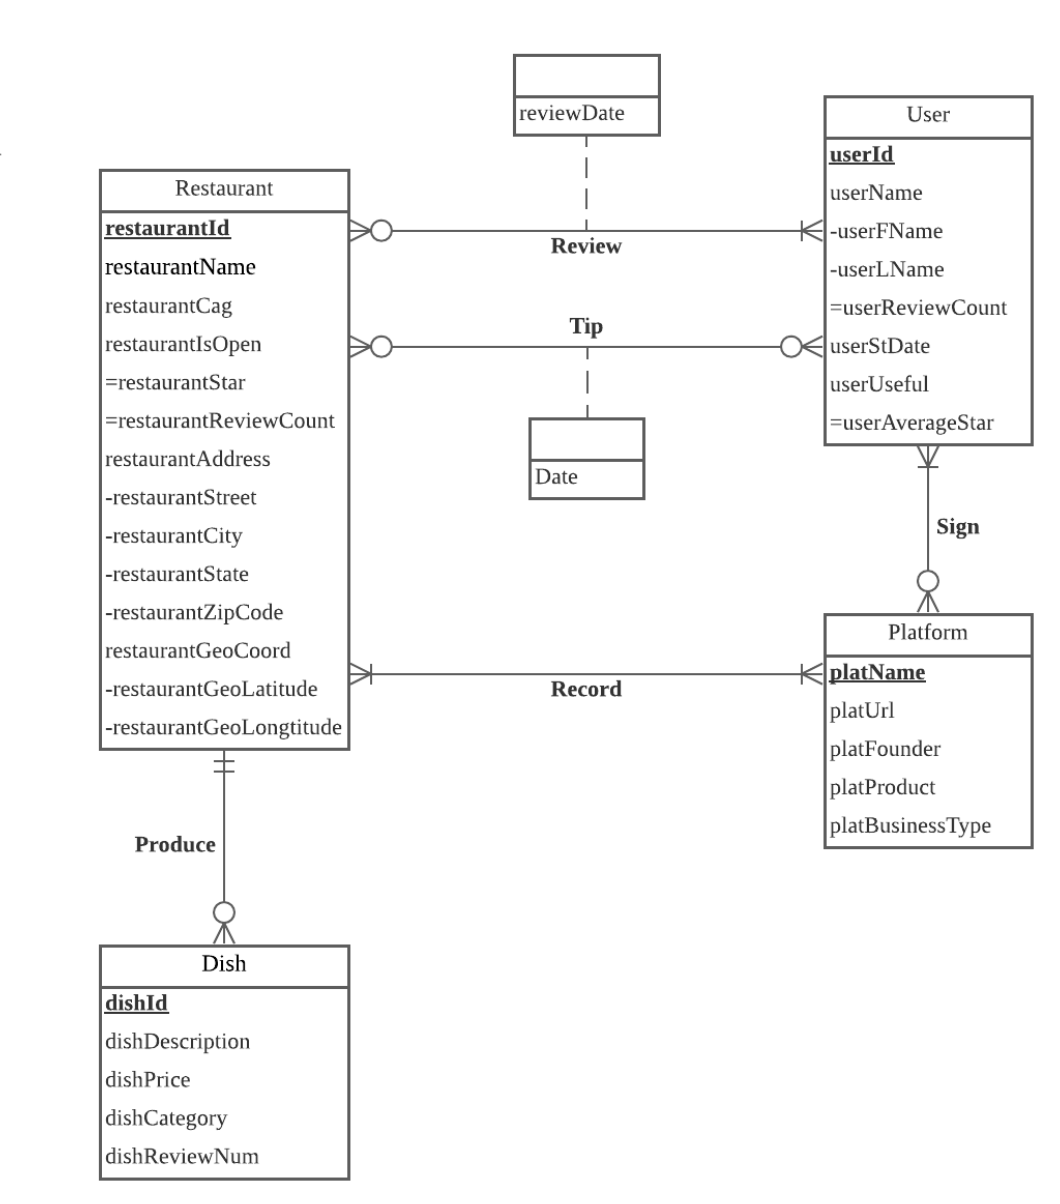 reviewDate
User
userId
userName
-userFName
-userLName
=userReviewCount
userStDate
userUseful
=userAverageStar
Restaurant
restaurantId
restaurantName
restaurantCag
restaurantIsOpen
=restaurantStar
=restaurantReviewCount
restaurantAddress
-restaurantStreet
-restaurantCity
-restaurantState
-restaurantZipCode
restaurantGeoCoord
-restaurantGeoLatitude
-restaurantGeoLongtitude
Review
Tip
Date
Sign
Record
Platform
platName
platUrl
platFounder
platProduct
platBusinessType
Produce
Dish
dishId
dishDescription
dishPrice
dishCategory
dishReviewNum